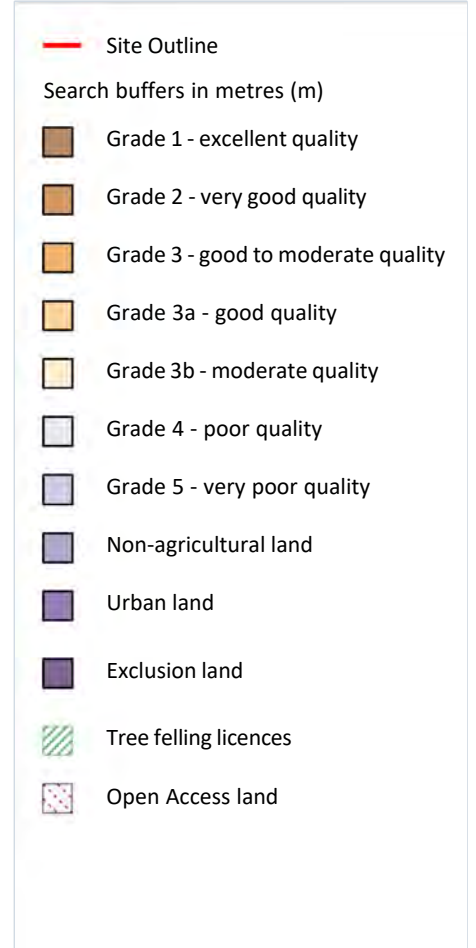 Site Outline
Search buffers in metres (m)
Grade 1 - excellent quality
Grade 2 - very good quality
Grade 3 - good to moderate quality
Grade 3a - good quality
Grade 3b - moderate quality
Grade 4 - poor quality
Grade 5 - very poor quality
Non-agricultural land
Urban land
Exclusion land
Tree felling licences
Open Access land